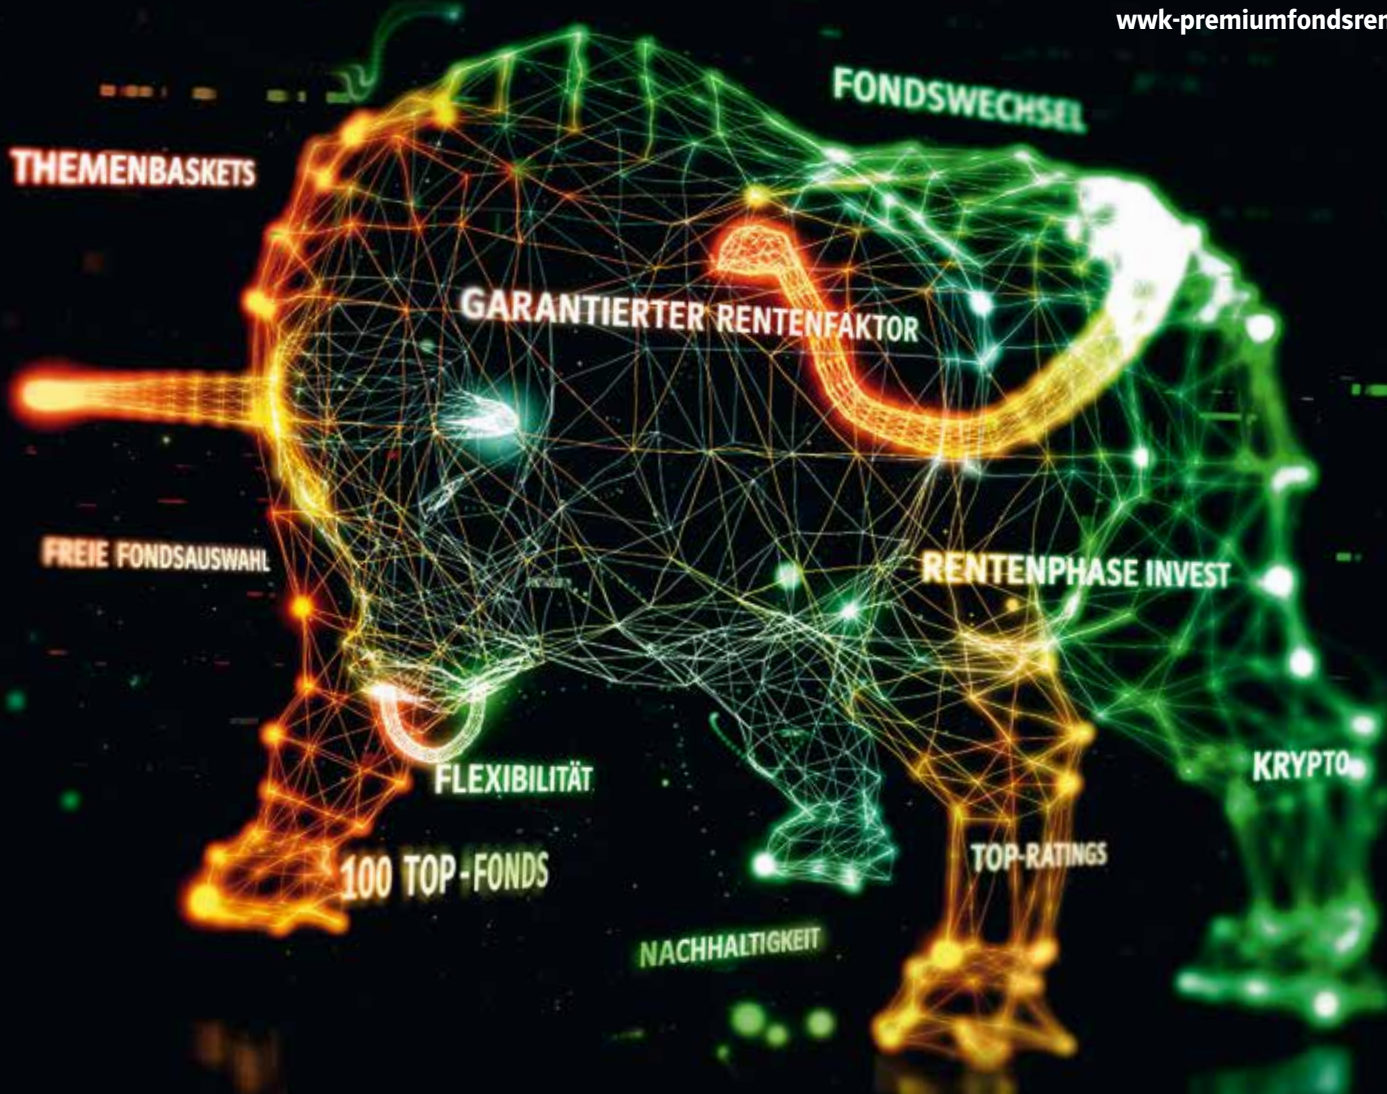 wwk-premiumfondsren
FONDSWECHSEL
THEMENBASKETS
GARANTIERTER RENTENFAKTOR
FREIE FONDSAUSWAHL
RENTENPHASE INVEST
FLEXIBILITÄT
KRYPTO
100 TOP-FONDS
TOP-RATINGS
NACHHALTIGKEIT